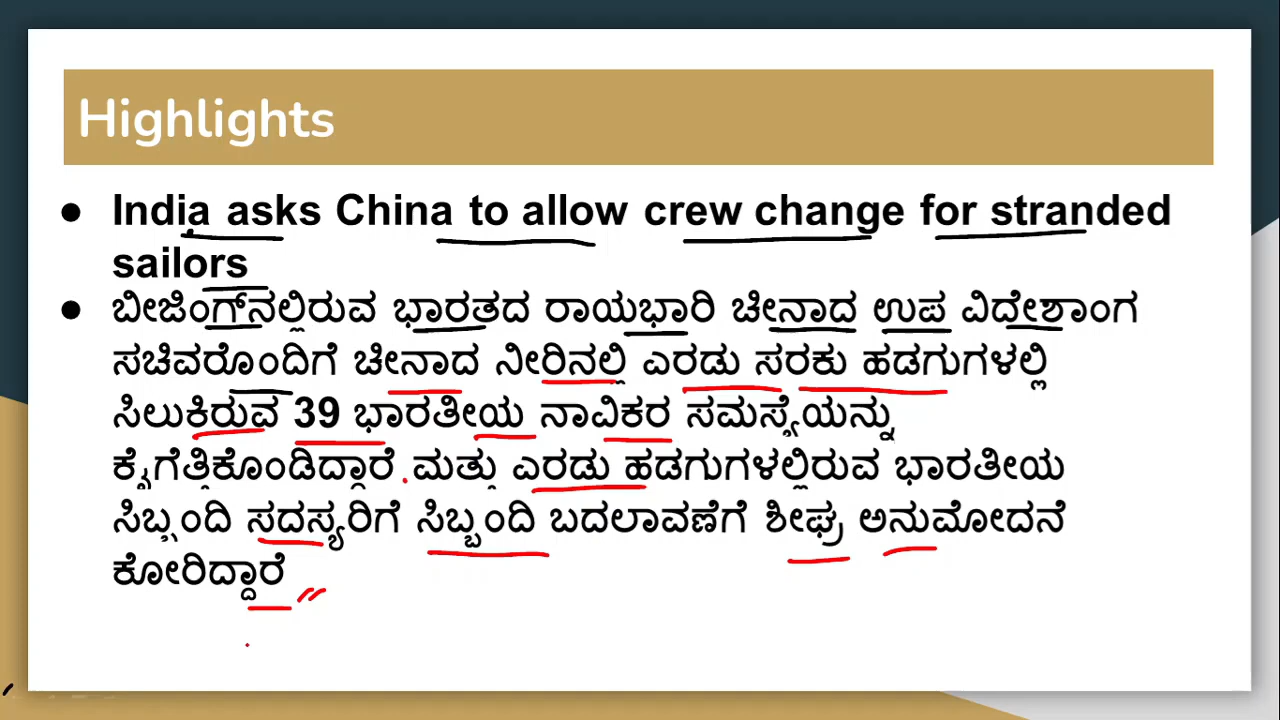 Highlights
● India asks China to allow crew change for stranded
sailors
● ಬೀಜಿಂಗ್‌ನಲ್ಲಿರುವ ಭಾರತದ ರಾಯಭಾರಿ ಚೀನಾದ ಉಪ ವಿದೇಶಾಂಗ
ಸಚಿವರೊಂದಿಗೆ ಚೀನಾದ ನೀರಿನಲ್ಲಿ ಎರಡು ಸರಕು ಹಡಗುಗಳಲ್ಲಿ
ಸಿಲುಕಿರುವ 39 ಭಾರತೀಯ ನಾವಿಕರ ಸಮಸ್ಯೆಯನ್ನು
ಕೈಗೆತ್ತಿಕೊಂಡಿದ್ದಾರೆ ಮತ್ತು ಎರಡು ಹಡಗುಗಳಲ್ಲಿರುವ ಭಾರತೀಯ
ಸಿಬ್ಬಂದಿ ಸದಸ್ಯರಿಗೆ ಸಿಬ್ಬಂದಿ ಬದಲಾವಣೆಗೆ ಶೀಘ್ರ ಅನುಮೋದನೆ
ಕೋರಿದ್ದಾರೆ